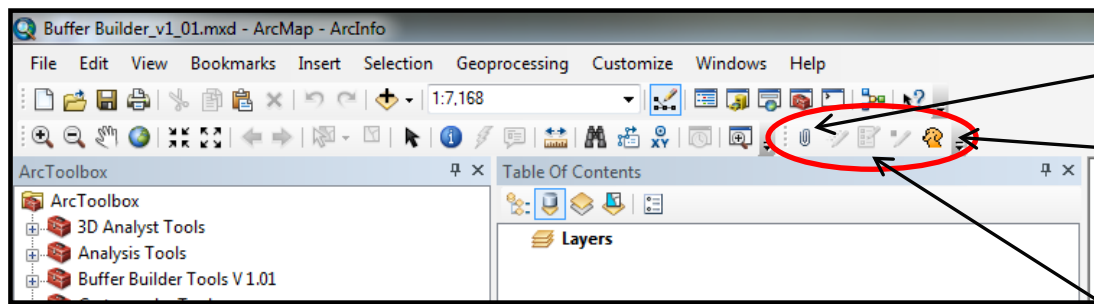 Buffer Builder_v1_01.mxd - ArcMap - ArcInfo
File Edit View Bookmarks Insert Selection Geoprocessing Customize Windows Help
1:7,168
XY
ArcToolbox
Table Of Contents
ArcToolbox
3D Analyst Tools
Analysis Tools
Buffer Builder Tools V 1.01
Layers